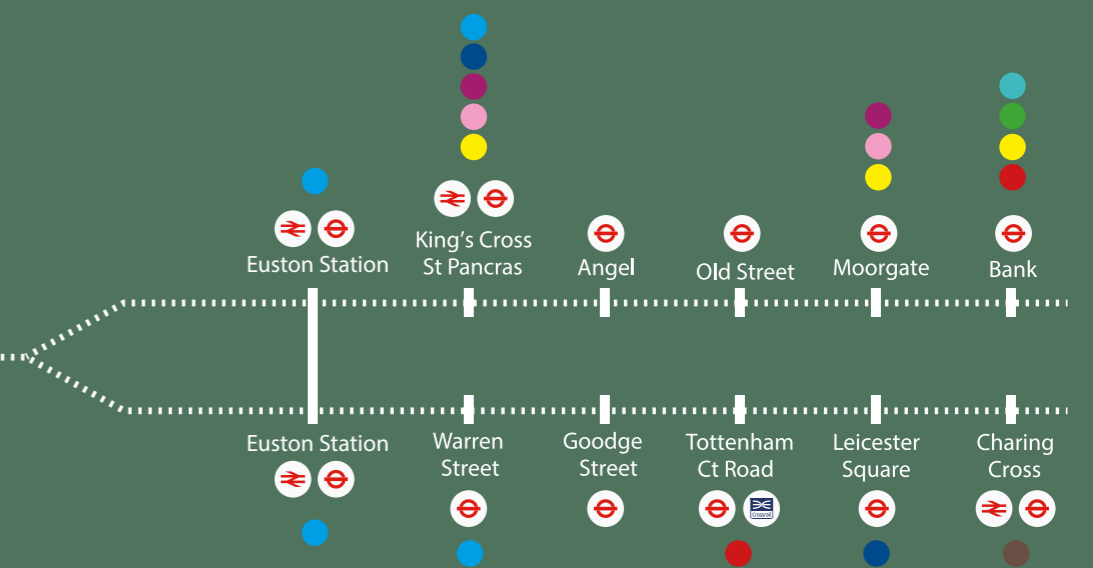 Euston Station
King's Cross
St Pancras
Angel
Old Street
Moorgate
Bank
Euston Station
Warren
Street
Goodge
Street
Tottenham
Ct Road
Leicester
Square
Charing
Cross
Crossrail